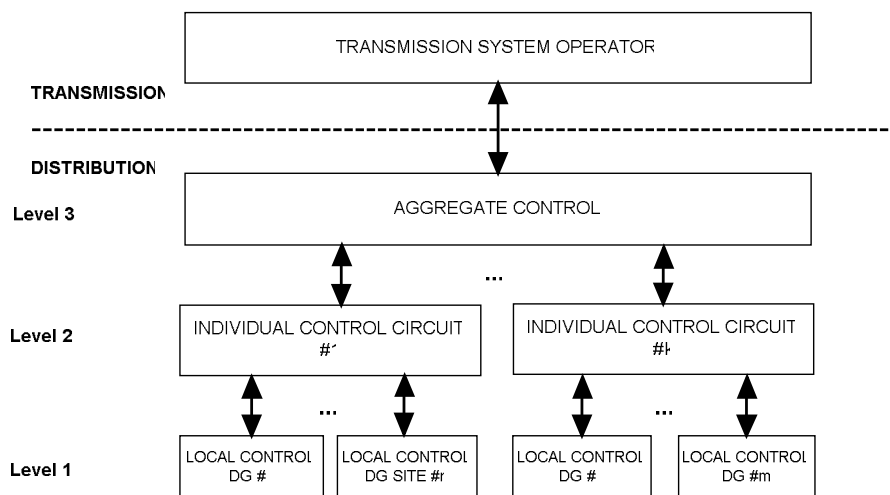 TRANSMISSION SYSTEM OPERATOR
TRANSMISSION
DISTRIBUTION
Level 3
AGGREGATE CONTROL
...
Level 2
INDIVIDUAL CONTROL CIRCUIT
#1
INDIVIDUAL CONTROL CIRCUIT
#k
...
...
Level 1
LOCAL CONTROL
DG #
LOCAL CONTROL
DG SITE #n
LOCAL CONTROL
DG #
LOCAL CONTROL
DG #m